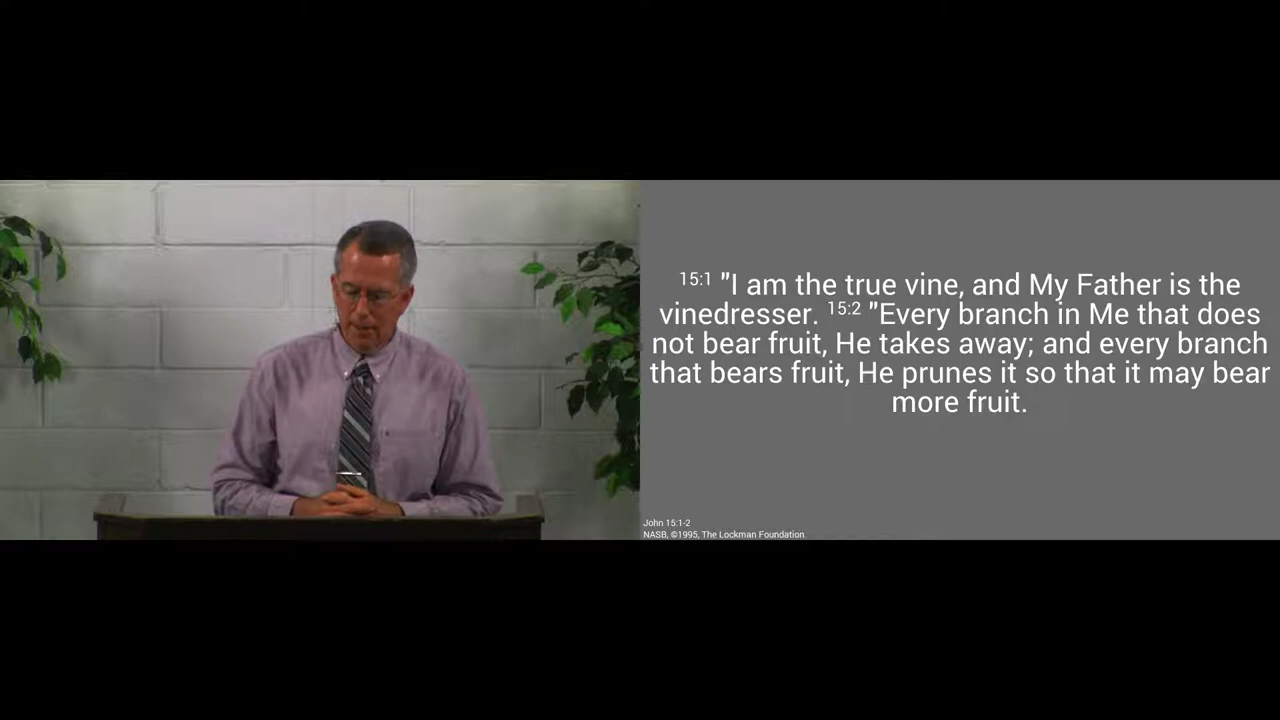 15:1 "I am the true vine, and My Father is the
vinedresser. 15:2 "Every branch in Me that does
not bear fruit, He takes away; and every branch
that bears fruit, He prunes it so that it may bear
more fruit.
John 15:1-2
NASB, ©1995, The Lockman Foundation